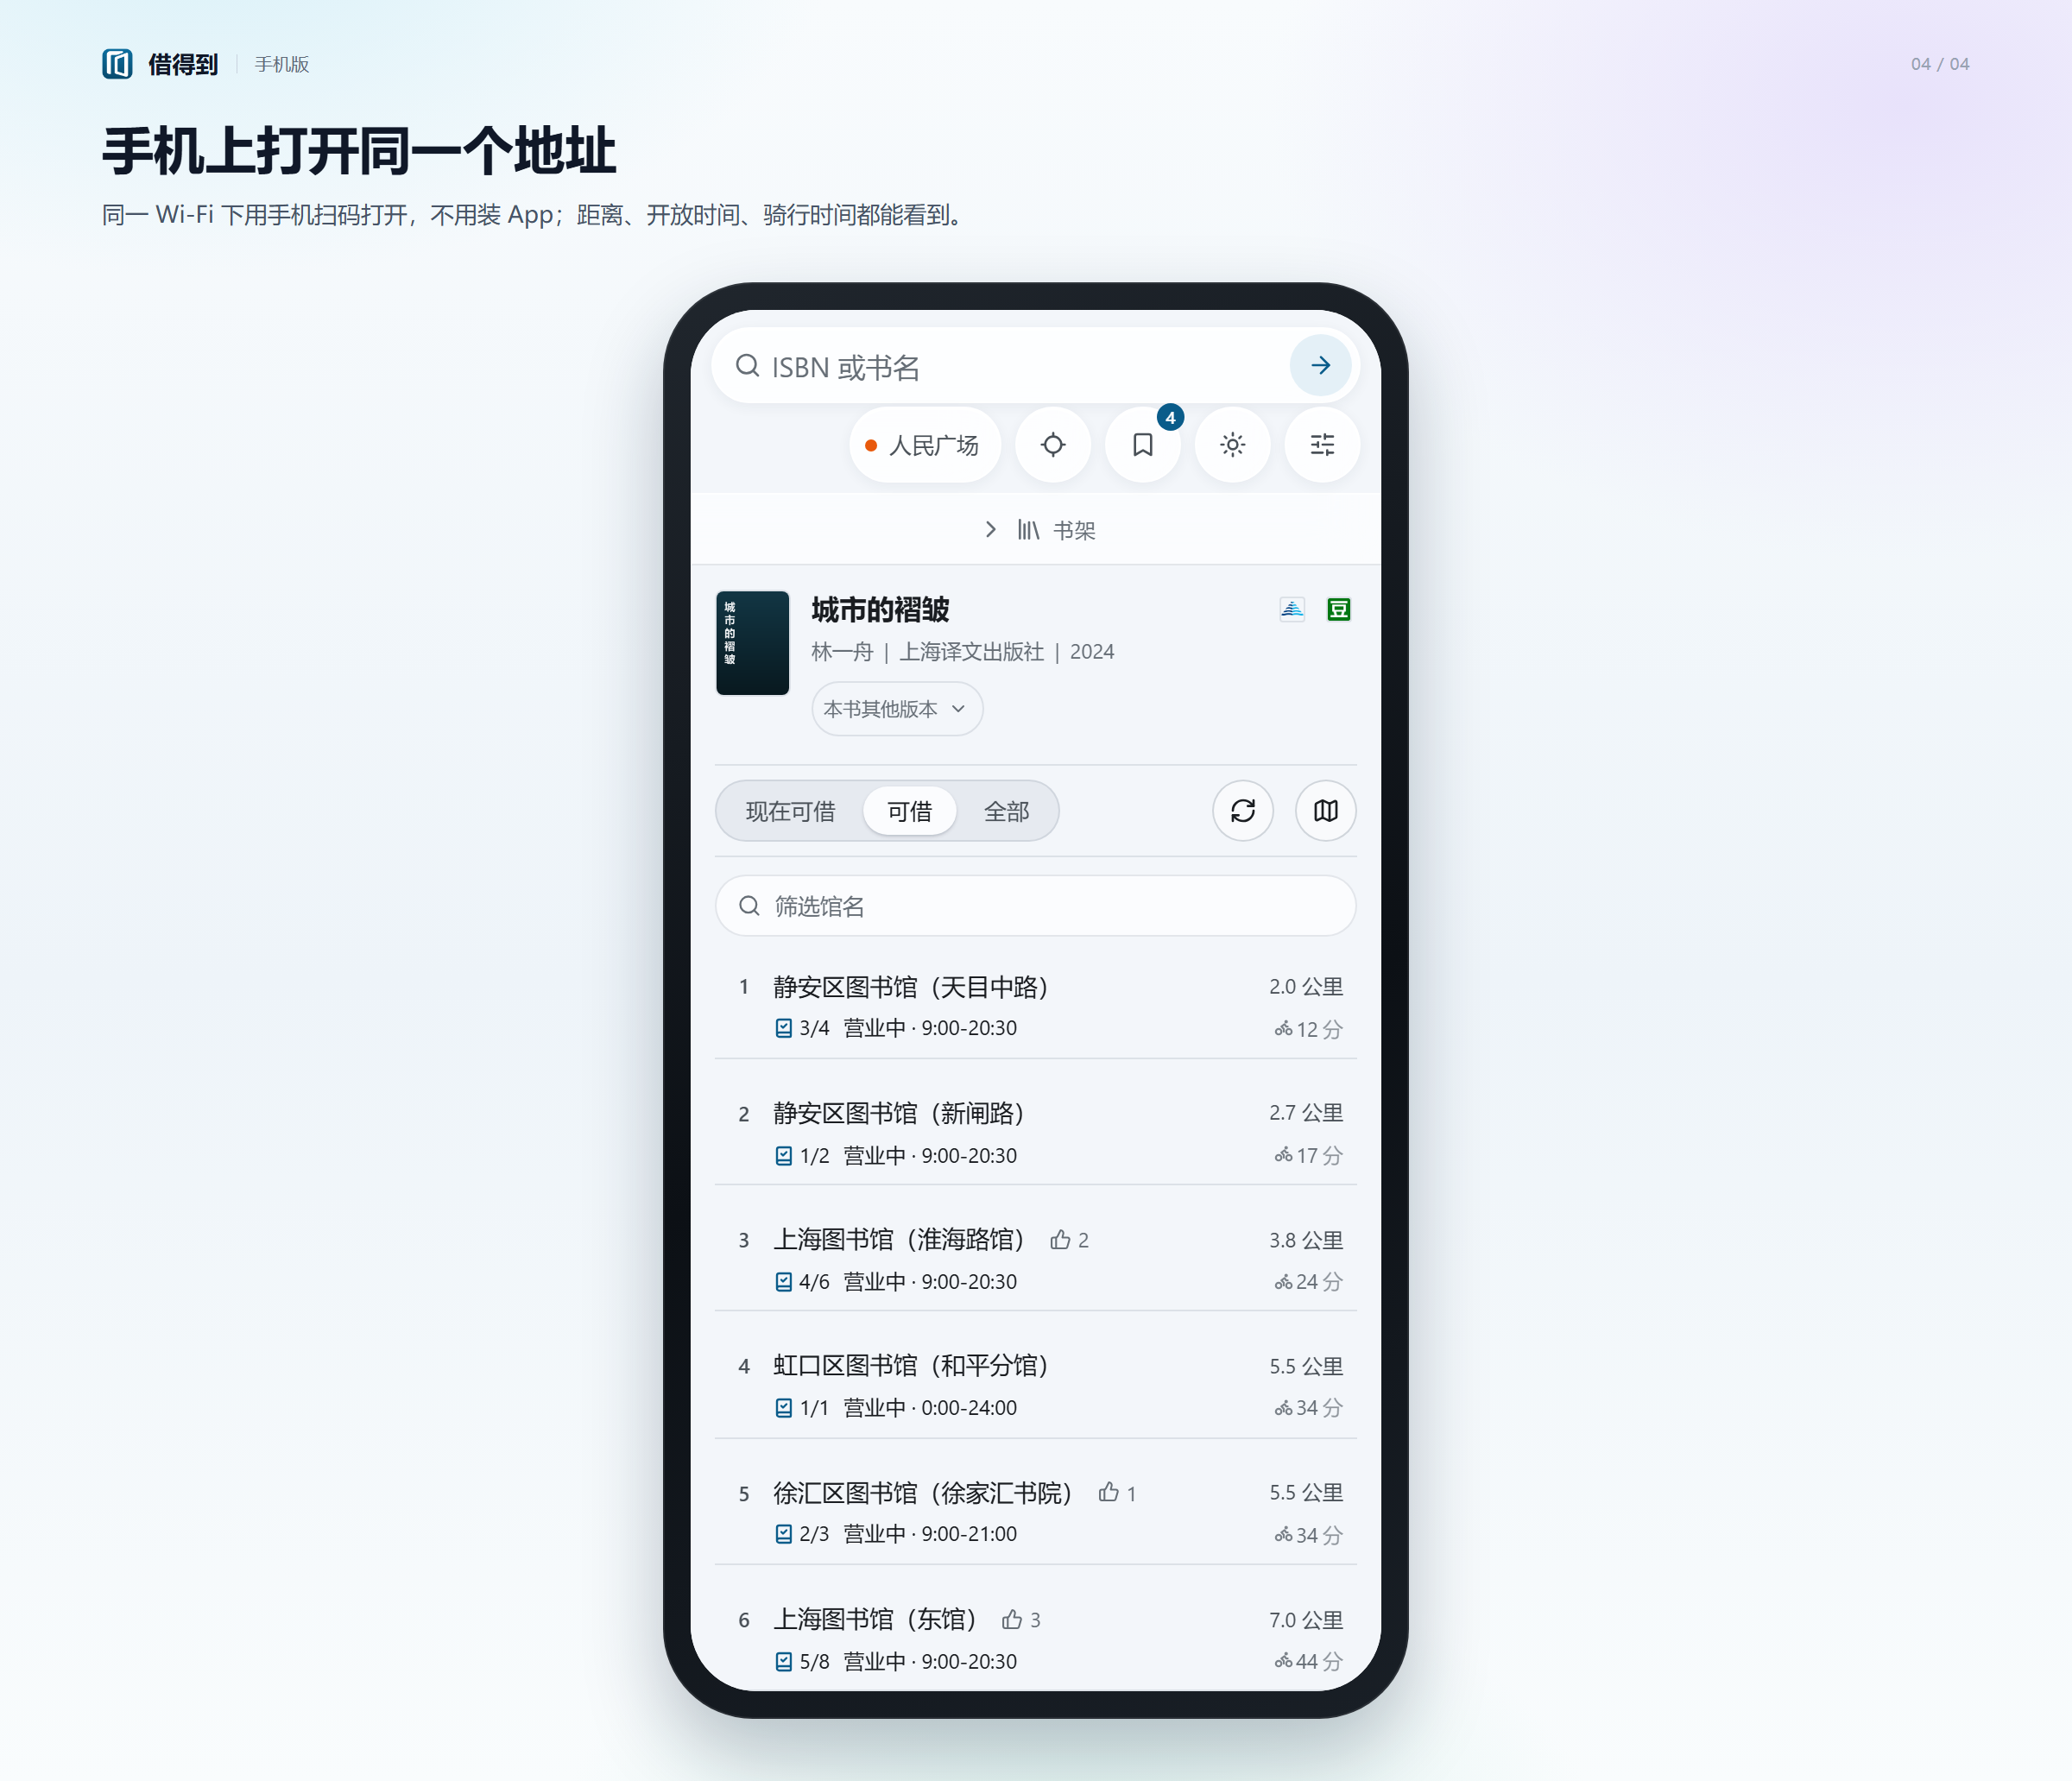 借得到 手机版
04 / 04
手机上打开同一个地址
同一 Wi-Fi 下用手机扫码打开，不用装 App；距离、开放时间、骑行时间都能看到。
ISBN 或书名
人民广场
4
书架
城市的褶皱
城市的褶皱
林一舟 | 上海译文出版社 | 2024
豆
本书其他版本
现在可借 可借 全部
筛选馆名
1 静安区图书馆（天目中路） 2.0 公里
3/4 营业中 · 9:00-20:30 12 分
2 静安区图书馆（新闸路） 2.7 公里
1/2 营业中 · 9:00-20:30 17 分
3 上海图书馆（淮海路馆） 2 3.8 公里
4/6 营业中 · 9:00-20:30 24 分
4 虹口区图书馆（和平分馆） 5.5 公里
1/1 营业中 · 0:00-24:00 34 分
5 徐汇区图书馆（徐家汇书院） 1 5.5 公里
2/3 营业中 · 9:00-21:00 34 分
6 上海图书馆（东馆） 3 7.0 公里
5/8 营业中 · 9:00-20:30 44 分